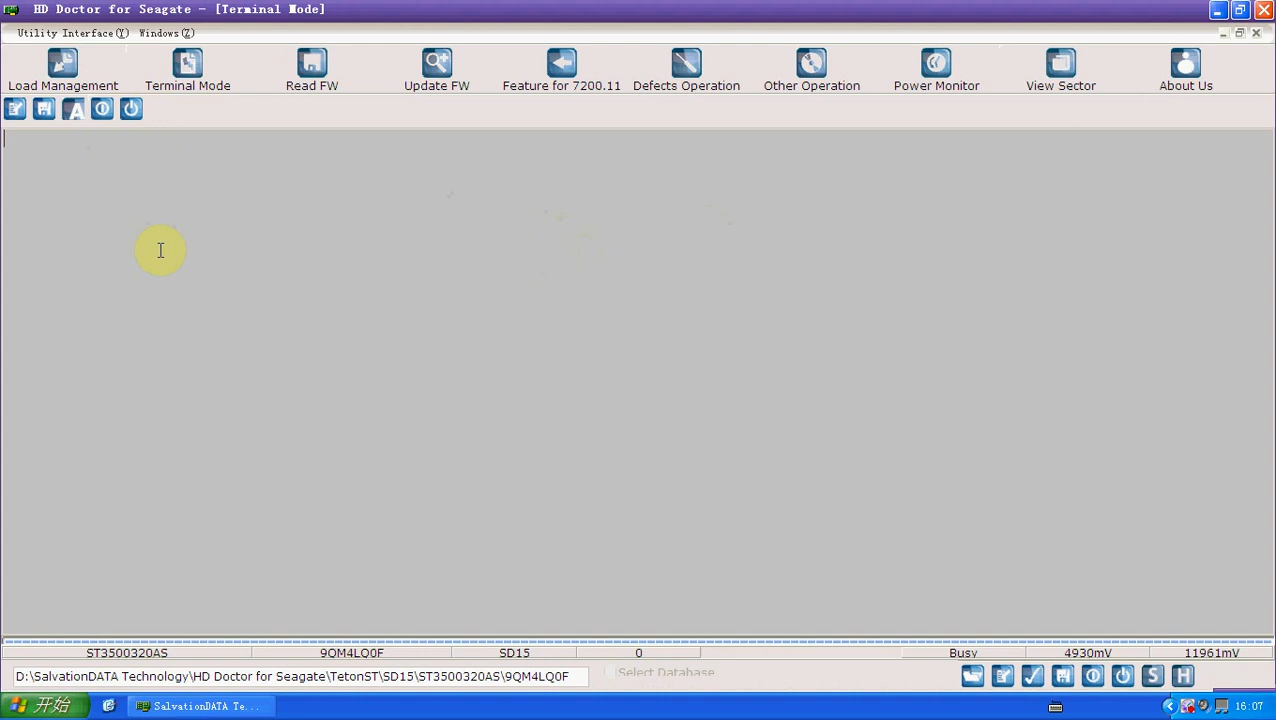 HD Doctor for Seagate - [Terminal Mode]
Utility Interface(Y) Windows(Z)
Load Management Terminal Mode Read FW Update FW Feature for 7200.11 Defects Operation Other Operation Power Monitor View Sector About Us
A
ST3500320AS 9QM4LQ0F SD15 0 Busy 4930mV 11961mV
D:\SalvationDATA Technology\HD Doctor for Seagate\TetGHST\SD15\ST3500320AS\9QM4LQ0F Select Database S H
开始 SalvationDATA Te... 16:07